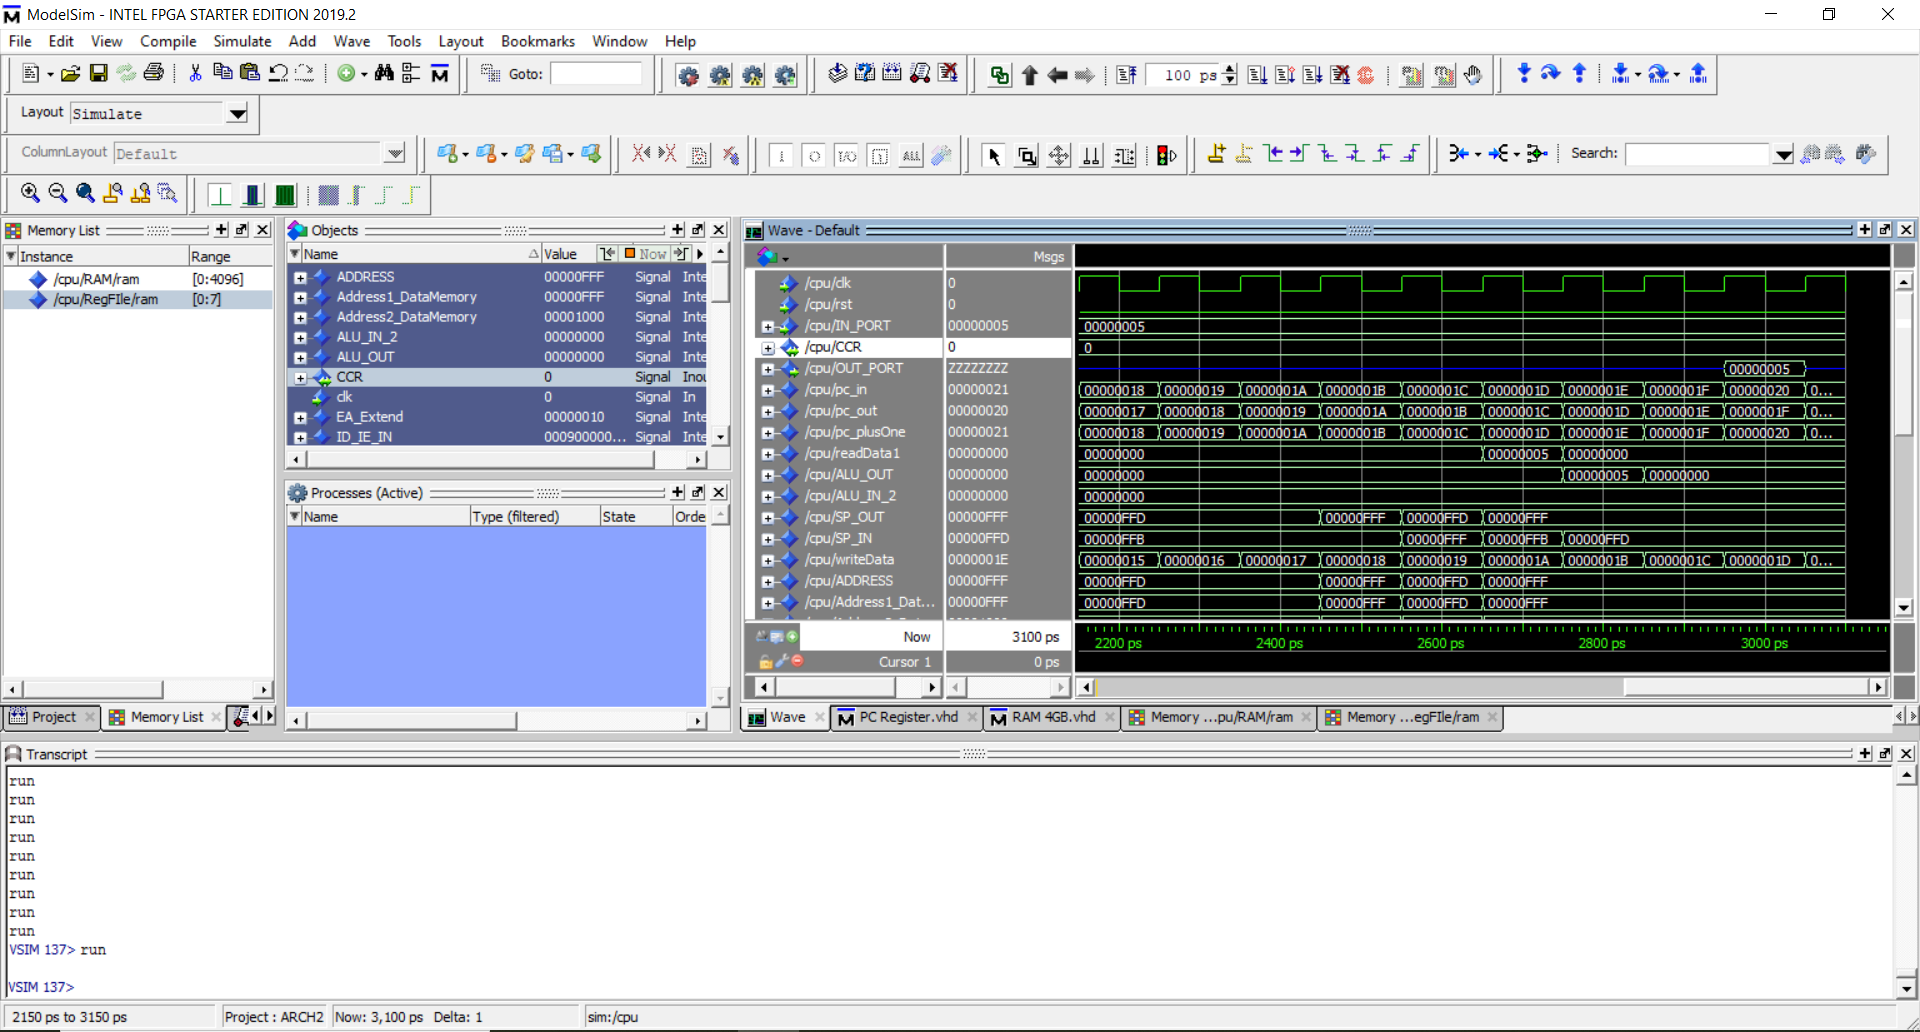 ModelSim - INTEL FPGA STARTER EDITION 2019.2
File Edit View Compile Simulate Add Wave Tools Layout Bookmarks Window Help
Goto:
100 ps
Layout Simulate
ColumnLayout Default
Search:
Memory List
Instance Range
/cpu/RAM/ram [0:4096]
/cpu/RegFIle/ram [0:7]
Project Memory List
Objects
Name Value Now
ADDRESS 00000FFF Signal Inte
Address1_DataMemory 00000FFF Signal Inte
Address2_DataMemory 00001000 Signal Inte
ALU_IN_2 00000000 Signal Inte
ALU_OUT 00000000 Signal Inte
CCR 0 Signal Inou
clk 0 Signal In
EA_Extend 00000010 Signal Inte
ID_IE_IN 000900000... Signal Inte
Processes (Active)
Name Type (filtered) State Orde
Wave - Default
Msgs
/cpu/clk 0
/cpu/rst 0
/cpu/IN_PORT 00000005 00000005
/cpu/CCR 0 0
/cpu/OUT_PORT ZZZZZZZZ 00000005
/cpu/pc_in 00000021 00000018 00000019 0000001A 0000001B 0000001C 0000001D 0000001E 0000001F 00000020 0...
/cpu/pc_out 00000020 00000017 00000018 00000019 0000001A 0000001B 0000001C 0000001D 0000001E 0000001F 0...
/cpu/pc_plusOne 00000021 00000018 00000019 0000001A 0000001B 0000001C 0000001D 0000001E 0000001F 00000020 0...
/cpu/readData1 00000000 00000000 00000005 00000000
/cpu/ALU_OUT 00000000 00000000 00000005 00000000
/cpu/ALU_IN_2 00000000 00000000
/cpu/SP_OUT 00000FFF 00000FFD 00000FFF 00000FFD 00000FFF
/cpu/SP_IN 00000FFD 00000FFB 00000FFF 00000FFB 00000FFD
/cpu/writeData 0000001E 00000015 00000016 00000017 00000018 00000019 0000001A 0000001B 0000001C 0000001D 0...
/cpu/ADDRESS 00000FFF 00000FFD 00000FFF 00000FFD 00000FFF
/cpu/Address1_Dat... 00000FFF 00000FFD 00000FFF 00000FFD 00000FFF
Now 3100 ps 2200 ps 2400 ps 2600 ps 2800 ps 3000 ps
Cursor 1 0 ps
Wave PC Register.vhd RAM 4GB.vhd Memory ...pu/RAM/ram Memory ...egFIle/ram
Transcript
run
run
run
run
run
run
run
run
run
VSIM 137> run
VSIM 137>
2150 ps to 3150 ps Project : ARCH2 Now: 3,100 ps Delta: 1 sim:/cpu